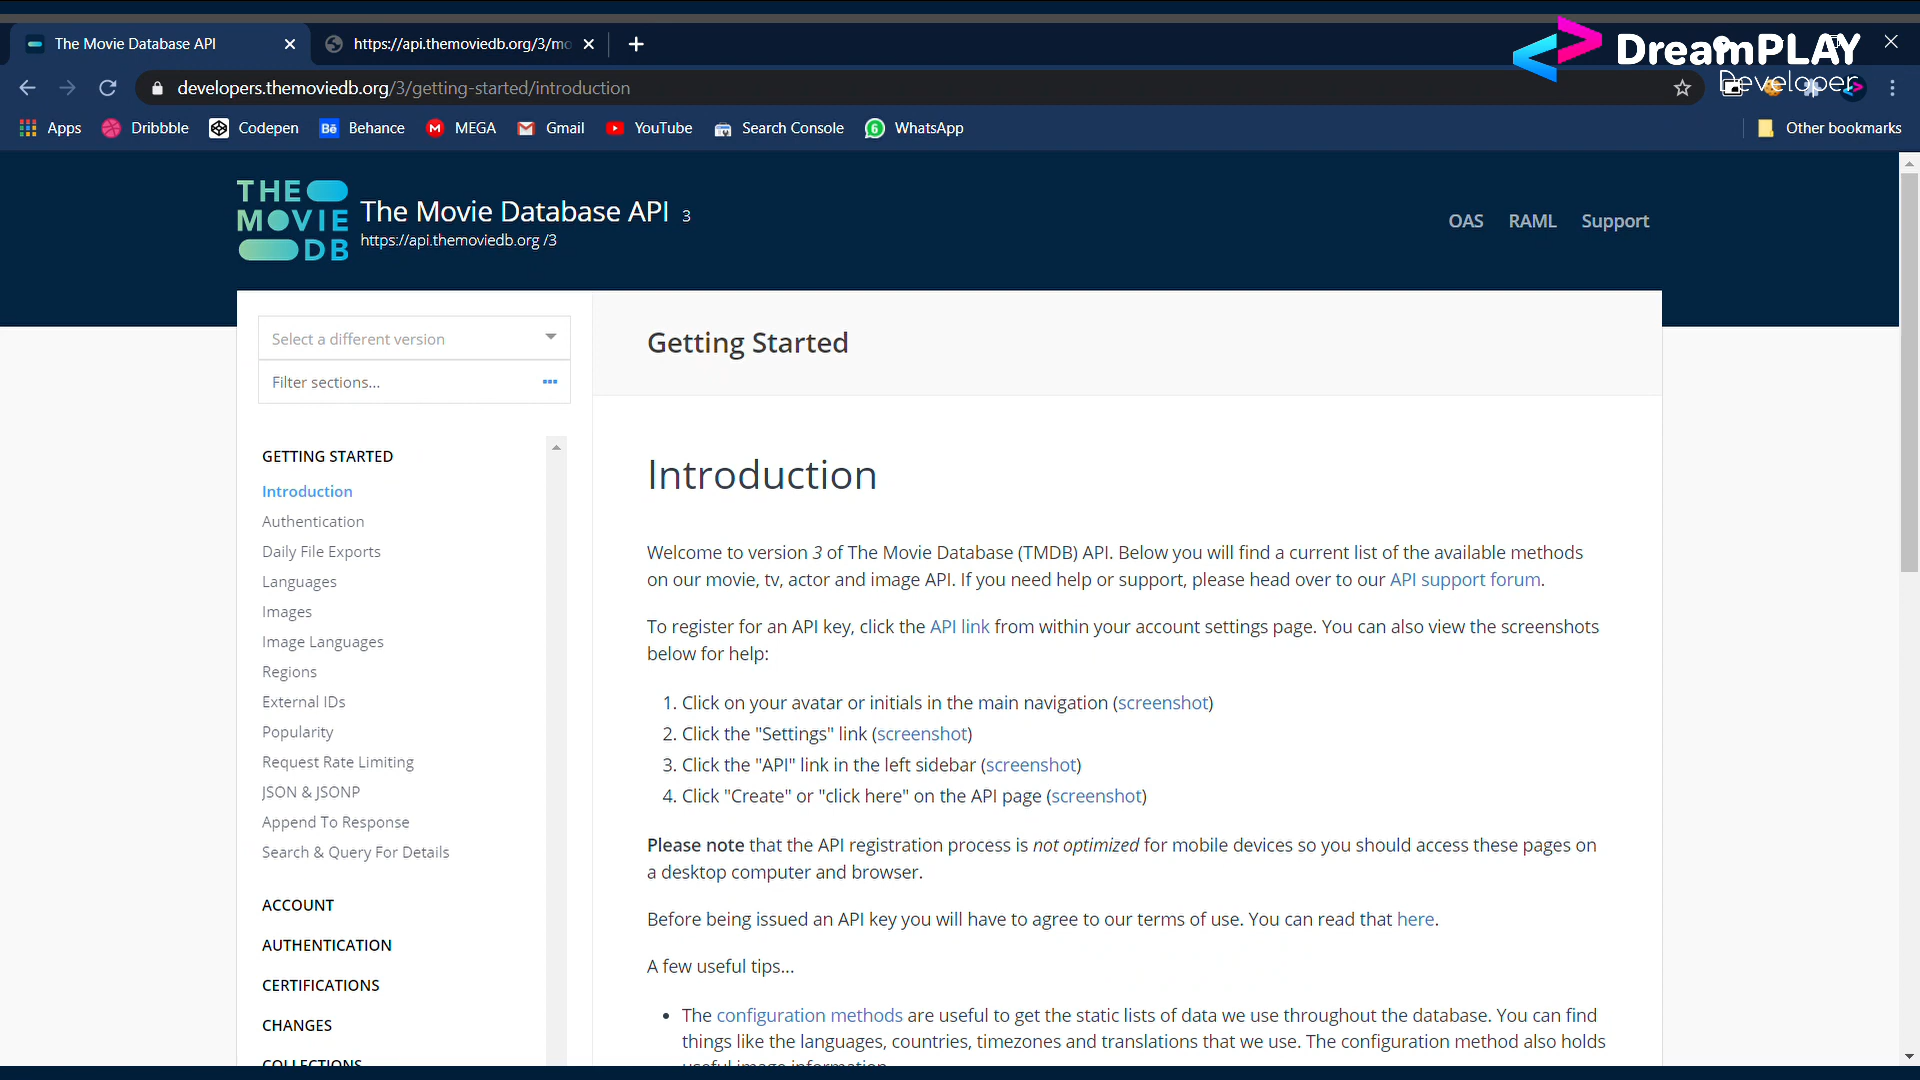 The Movie Database API
https://api.themoviedb.org/3/mo
DreamPLAY
Developer
developers.themoviedb.org/3/getting-started/introduction
Apps
Dribbble
Codepen
Bē Behance
M MEGA
Gmail
YouTube
Search Console
6 WhatsApp
Other bookmarks
THE
MOVIE
DB
The Movie Database API 3
https://api.themoviedb.org /3
OAS
RAML
Support
Select a different version
Filter sections...
GETTING STARTED
Introduction
Authentication
Daily File Exports
Languages
Images
Image Languages
Regions
External IDs
Popularity
Request Rate Limiting
JSON & JSONP
Append To Response
Search & Query For Details
ACCOUNT
AUTHENTICATION
CERTIFICATIONS
CHANGES
COLLECTIONS
Getting Started
Introduction
Welcome to version 3 of The Movie Database (TMDB) API. Below you will find a current list of the available methods
on our movie, tv, actor and image API. If you need help or support, please head over to our API support forum.
To register for an API key, click the API link from within your account settings page. You can also view the screenshots
below for help:
1. Click on your avatar or initials in the main navigation (screenshot)
2. Click the "Settings" link (screenshot)
3. Click the "API" link in the left sidebar (screenshot)
4. Click "Create" or "click here" on the API page (screenshot)
Please note that the API registration process is not optimized for mobile devices so you should access these pages on
a desktop computer and browser.
Before being issued an API key you will have to agree to our terms of use. You can read that here.
A few useful tips...
• The configuration methods are useful to get the static lists of data we use throughout the database. You can find
things like the languages, countries, timezones and translations that we use. The configuration method also holds
useful image information.